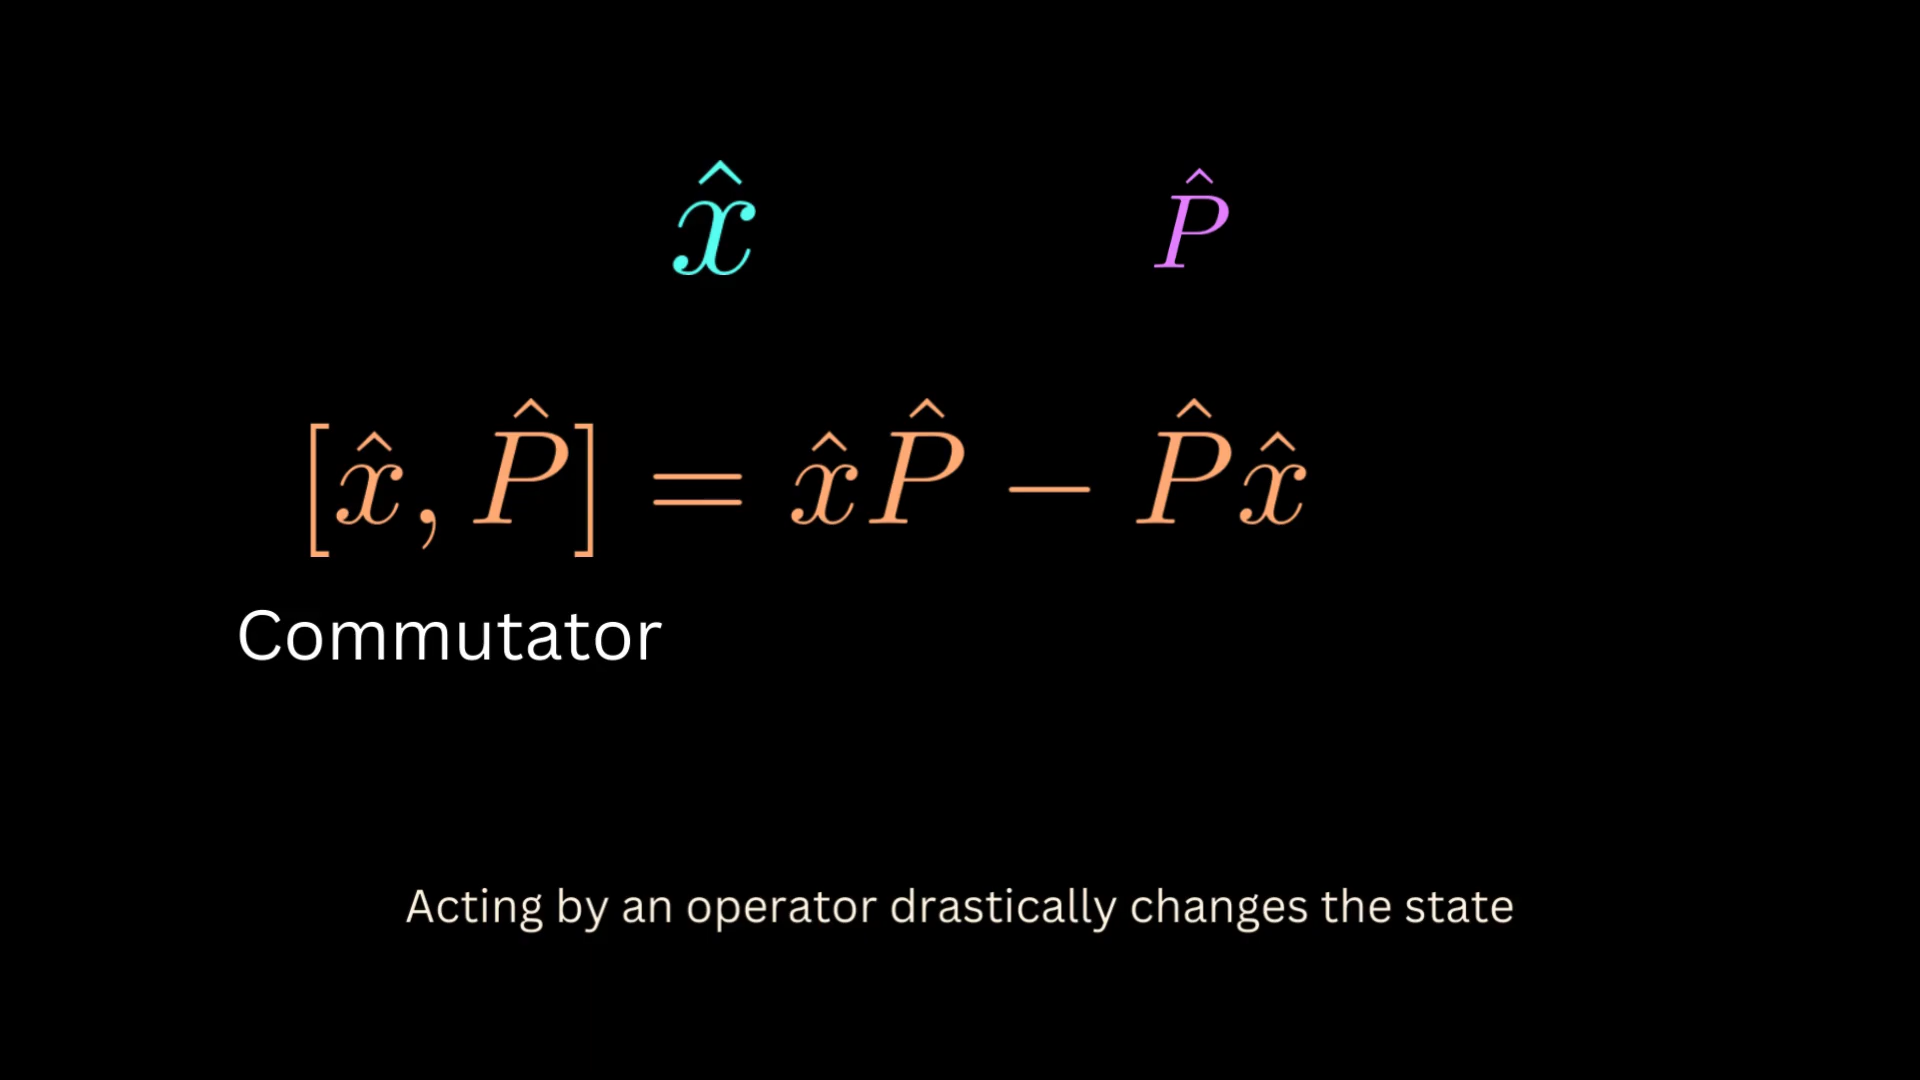 x̂ P̂
[x̂, P̂] = x̂P̂ − P̂x̂
Commutator
Acting by an operator drastically changes the state